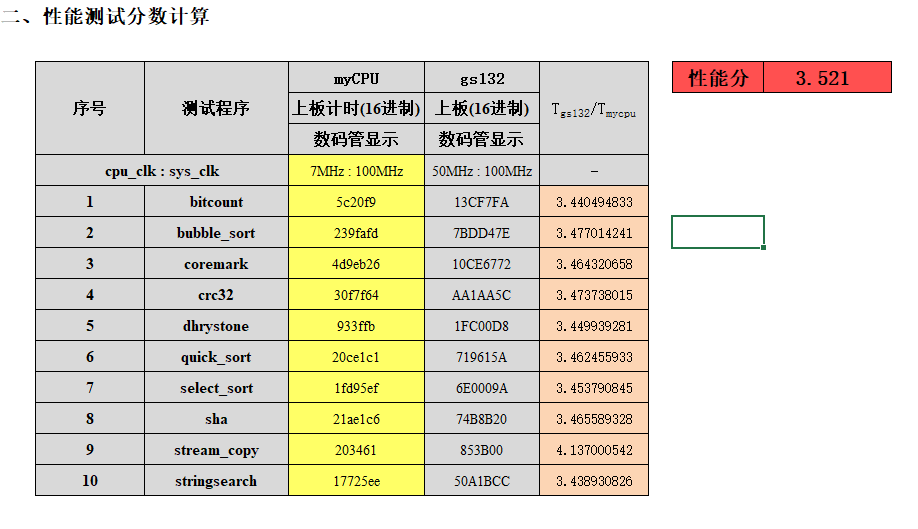 二、性能测试分数计算
性能分 3.521
序号 测试程序 myCPU gs132 Tgs132/Tmycpu
上板计时(16进制) 上板(16进制)
数码管显示 数码管显示
cpu_clk : sys_clk 7MHz : 100MHz 50MHz : 100MHz –
1 bitcount 5c20f9 13CF7FA 3.440494833
2 bubble_sort 239fafd 7BDD47E 3.477014241
3 coremark 4d9eb26 10CE6772 3.464320658
4 crc32 30f7f64 AA1AA5C 3.473738015
5 dhrystone 933ffb 1FC00D8 3.449939281
6 quick_sort 20ce1c1 719615A 3.462455933
7 select_sort 1fd95ef 6E0009A 3.453790845
8 sha 21ae1c6 74B8B20 3.465589328
9 stream_copy 203461 853B00 4.137000542
10 stringsearch 17725ee 50A1BCC 3.438930826